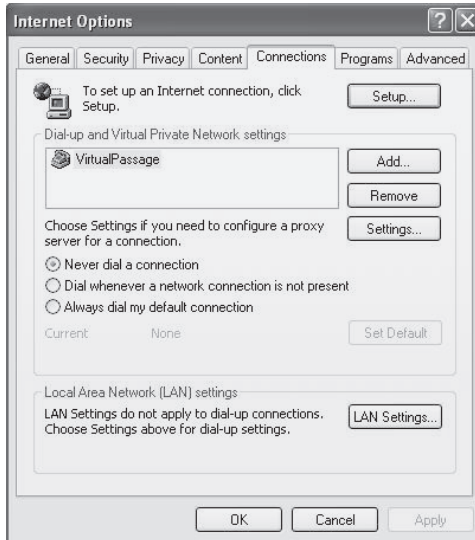 Internet Options
General Security Privacy Content Connections Programs Advanced
To set up an Internet connection, click
Setup.
Setup...
Dial-up and Virtual Private Network settings
VirtualPassage
Add...
Remove
Choose Settings if you need to configure a proxy
server for a connection.
Settings...
Never dial a connection
Dial whenever a network connection is not present
Always dial my default connection
Current None
Set Default
Local Area Network (LAN) settings
LAN Settings do not apply to dial-up connections.
Choose Settings above for dial-up settings.
LAN Settings...
OK Cancel Apply